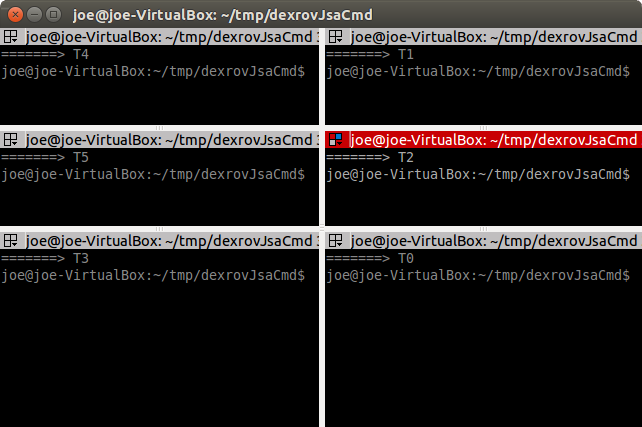 joe@joe-VirtualBox: ~/tmp/dexrovJsaCmd
joe@joe-VirtualBox: ~/tmp/dexrovJsaCmd
=======> T4
joe@joe-VirtualBox:~/tmp/dexrovJsaCmd$
joe@joe-VirtualBox: ~/tmp/dexrovJsaCmd
=======> T1
joe@joe-VirtualBox:~/tmp/dexrovJsaCmd$
joe@joe-VirtualBox: ~/tmp/dexrovJsaCmd
=======> T5
joe@joe-VirtualBox:~/tmp/dexrovJsaCmd$
joe@joe-VirtualBox: ~/tmp/dexrovJsaCmd
=======> T2
joe@joe-VirtualBox:~/tmp/dexrovJsaCmd$
joe@joe-VirtualBox: ~/tmp/dexrovJsaCmd
=======> T3
joe@joe-VirtualBox:~/tmp/dexrovJsaCmd$
joe@joe-VirtualBox: ~/tmp/dexrovJsaCmd
=======> T0
joe@joe-VirtualBox:~/tmp/dexrovJsaCmd$